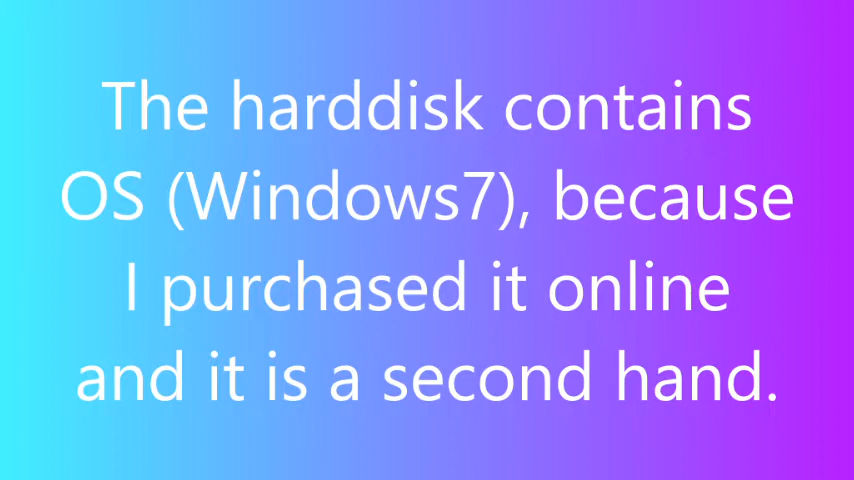 The harddisk contains
OS (Windows7), because
I purchased it online
and it is a second hand.